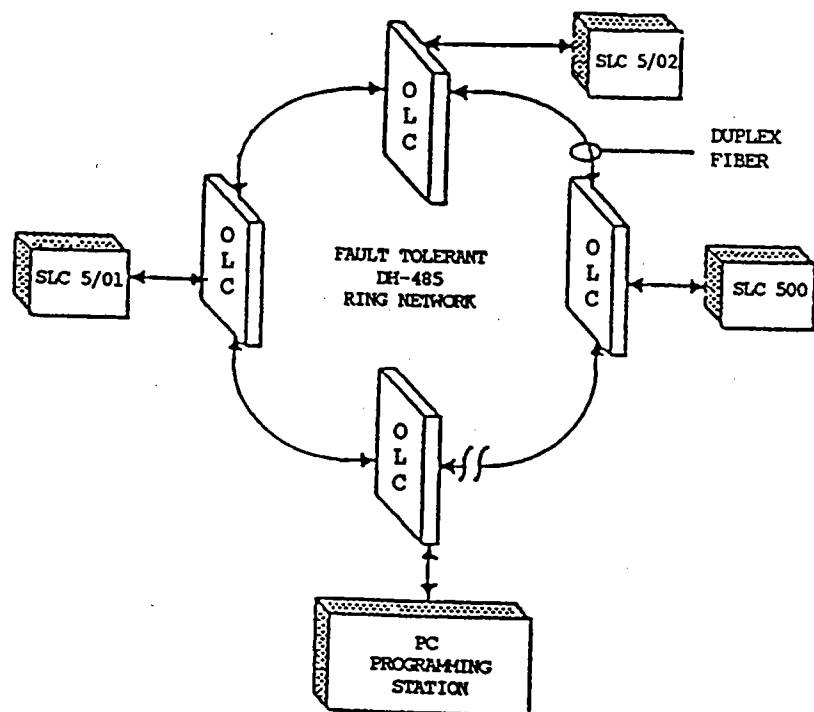 SLC 5/02
O
L
C
DUPLEX
FIBER
O
L
C
SLC 5/01
FAULT TOLERANT
DH-485
RING NETWORK
O
L
C
SLC 500
O
L
C
PC
PROGRAMMING
STATION